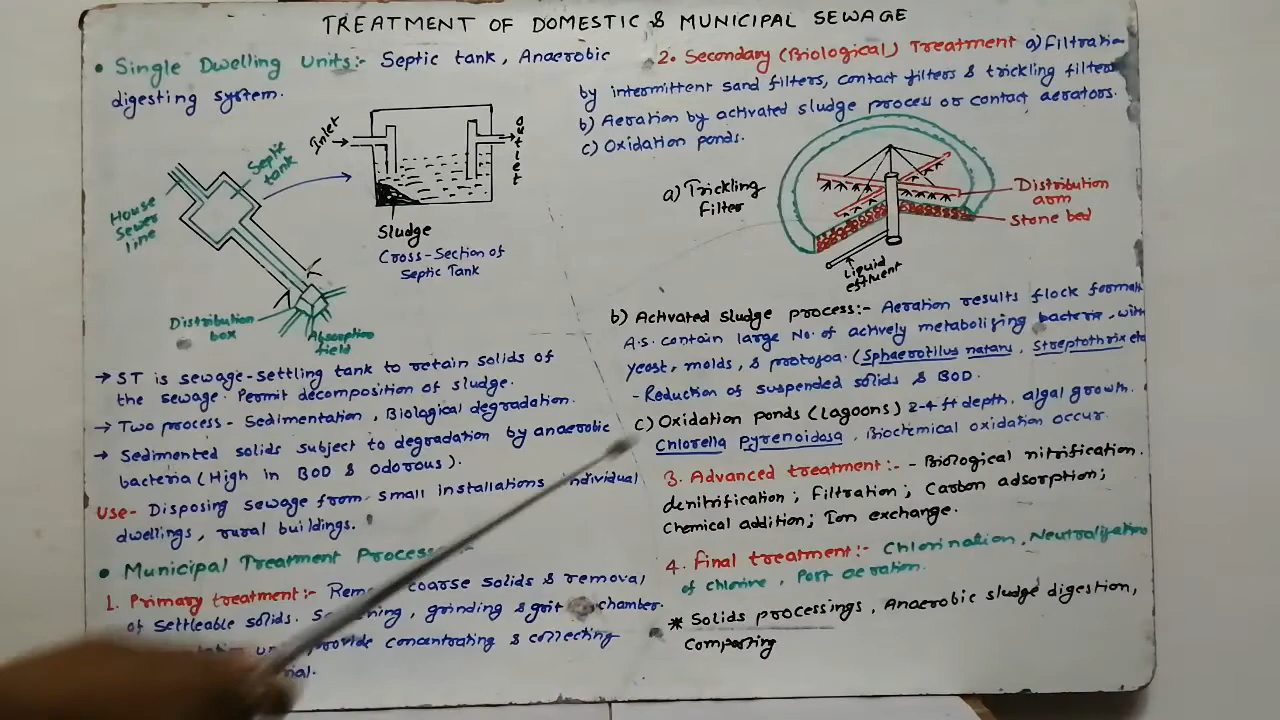 TREATMENT OF DOMESTIC & MUNICIPAL SEWAGE
• Single Dwelling Units:- Septic tank, Anaerobic
digesting system.
Inlet
outlet
Septic
tank
House
Sewer
line
Sludge
Cross-Section of
Septic Tank
Distribution
box
Absorption
field
→ ST is sewage-settling tank to retain solids of
the sewage. Permit decomposition of sludge.
→ Two process - Sedimentation, Biological degradation.
→ Sedimented solids subject to degradation by anaerobic
bacteria (High in BOD & odorous).
Use- Disposing sewage from small installations individual
dwellings, rural buildings.
• Municipal Treatment Process
1. Primary treatment:- coarse solids & removal
of settleable solids. grinding & grit chamber.
provide concentrating & collecting
2. Secondary (Biological) Treatment a) Filtration
by intermittent sand filters, contact filters & trickling filters
b) Aeration by activated sludge process or contact aerators.
c) Oxidation ponds.
a) Trickling
Filter
Distribution
arm
Stone bed
Liquid
effluent
b) Activated sludge process:- Aeration results flock format
A.S. contain large No. of actively metabolizing bacteria, with
yeast, molds, & protozoa. (Sphaerotilus natans, Streptothrix etc
- Reduction of suspended solids & BOD.
c) Oxidation ponds (lagoons) 2-4 ft depth, algal growth.
Chlorella pyrenoidosa, Biochemical oxidation occur.
3. Advanced treatment:- - Biological nitrification.
denitrification; Filtration; Carbon adsorption;
Chemical addition; Ion exchange.
4. Final treatment:- Chlorination, Neutralization
of chlorine, Post aeration.
* Solids processings, Anaerobic sludge digestion,
Composting